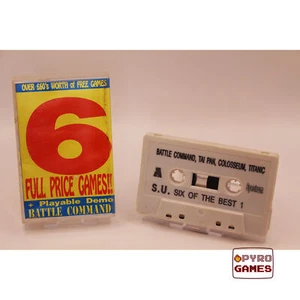 OVER £60's WORTH of FREE GAMES
6
FULL PRICE GAMES!!
+ Playable Demo
BATTLE COMMAND
BATTLE COMMAND, TAI PAN, COLOSSEUM, TITANIC
A
S.U. SIX OF THE BEST 1
PYRO
GAMES